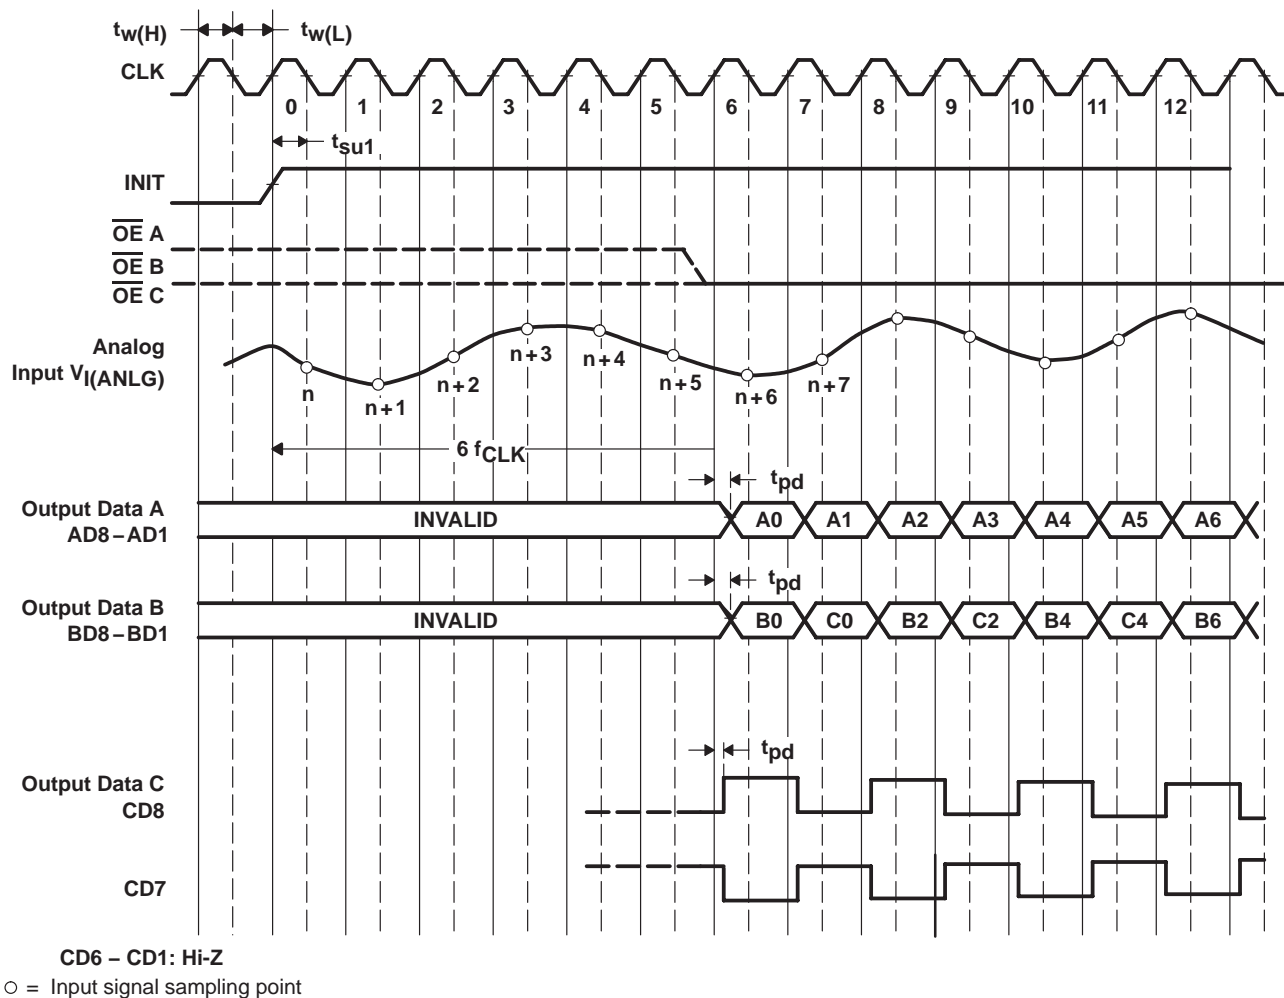 tw(H) tw(L)
CLK
0 1 2 3 4 5 6 7 8 9 10 11 12
tsu1
INIT
OE A
OE B
OE C
Analog
Input VI(ANLG)
n n+1 n+2 n+3 n+4 n+5 n+6 n+7
6 fCLK
tpd
Output Data A
AD8–AD1
INVALID A0 A1 A2 A3 A4 A5 A6
tpd
Output Data B
BD8–BD1
INVALID B0 C0 B2 C2 B4 C4 B6
tpd
Output Data C
CD8
CD7
CD6 – CD1: Hi-Z
○ = Input signal sampling point